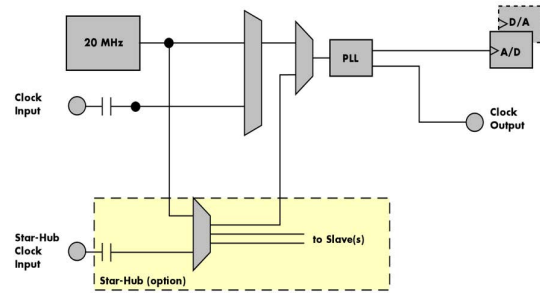 D/A
20 MHz
PLL
A/D
Clock
Input
Clock
Output
Star-Hub
Clock
Input
to Slave(s)
Star-Hub (option)